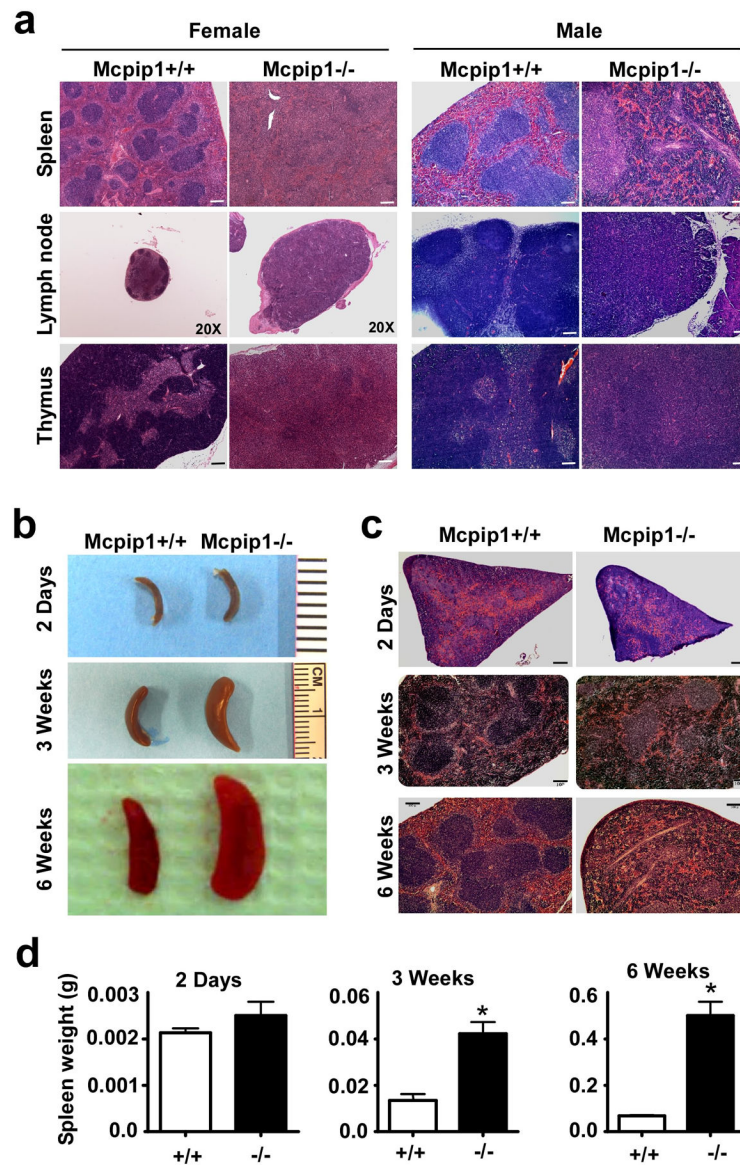 a
Female
Male
Mcpip1+/+
Mcpip1-/-
Mcpip1+/+
Mcpip1-/-
Spleen
Lymph node
20X
20X
Thymus
b
Mcpip1+/+
Mcpip1-/-
2 Days
3 Weeks
CM
1
6 Weeks
c
Mcpip1+/+
Mcpip1-/-
2 Days
3 Weeks
6 Weeks
d
Spleen weight (g)
2 Days
0.003
0.002
0.001
0.0
+/+
-/-
3 Weeks
0.06
0.04
0.02
0.0
*
+/+
-/-
6 Weeks
0.6
0.4
0.2
0.0
*
+/+
-/-